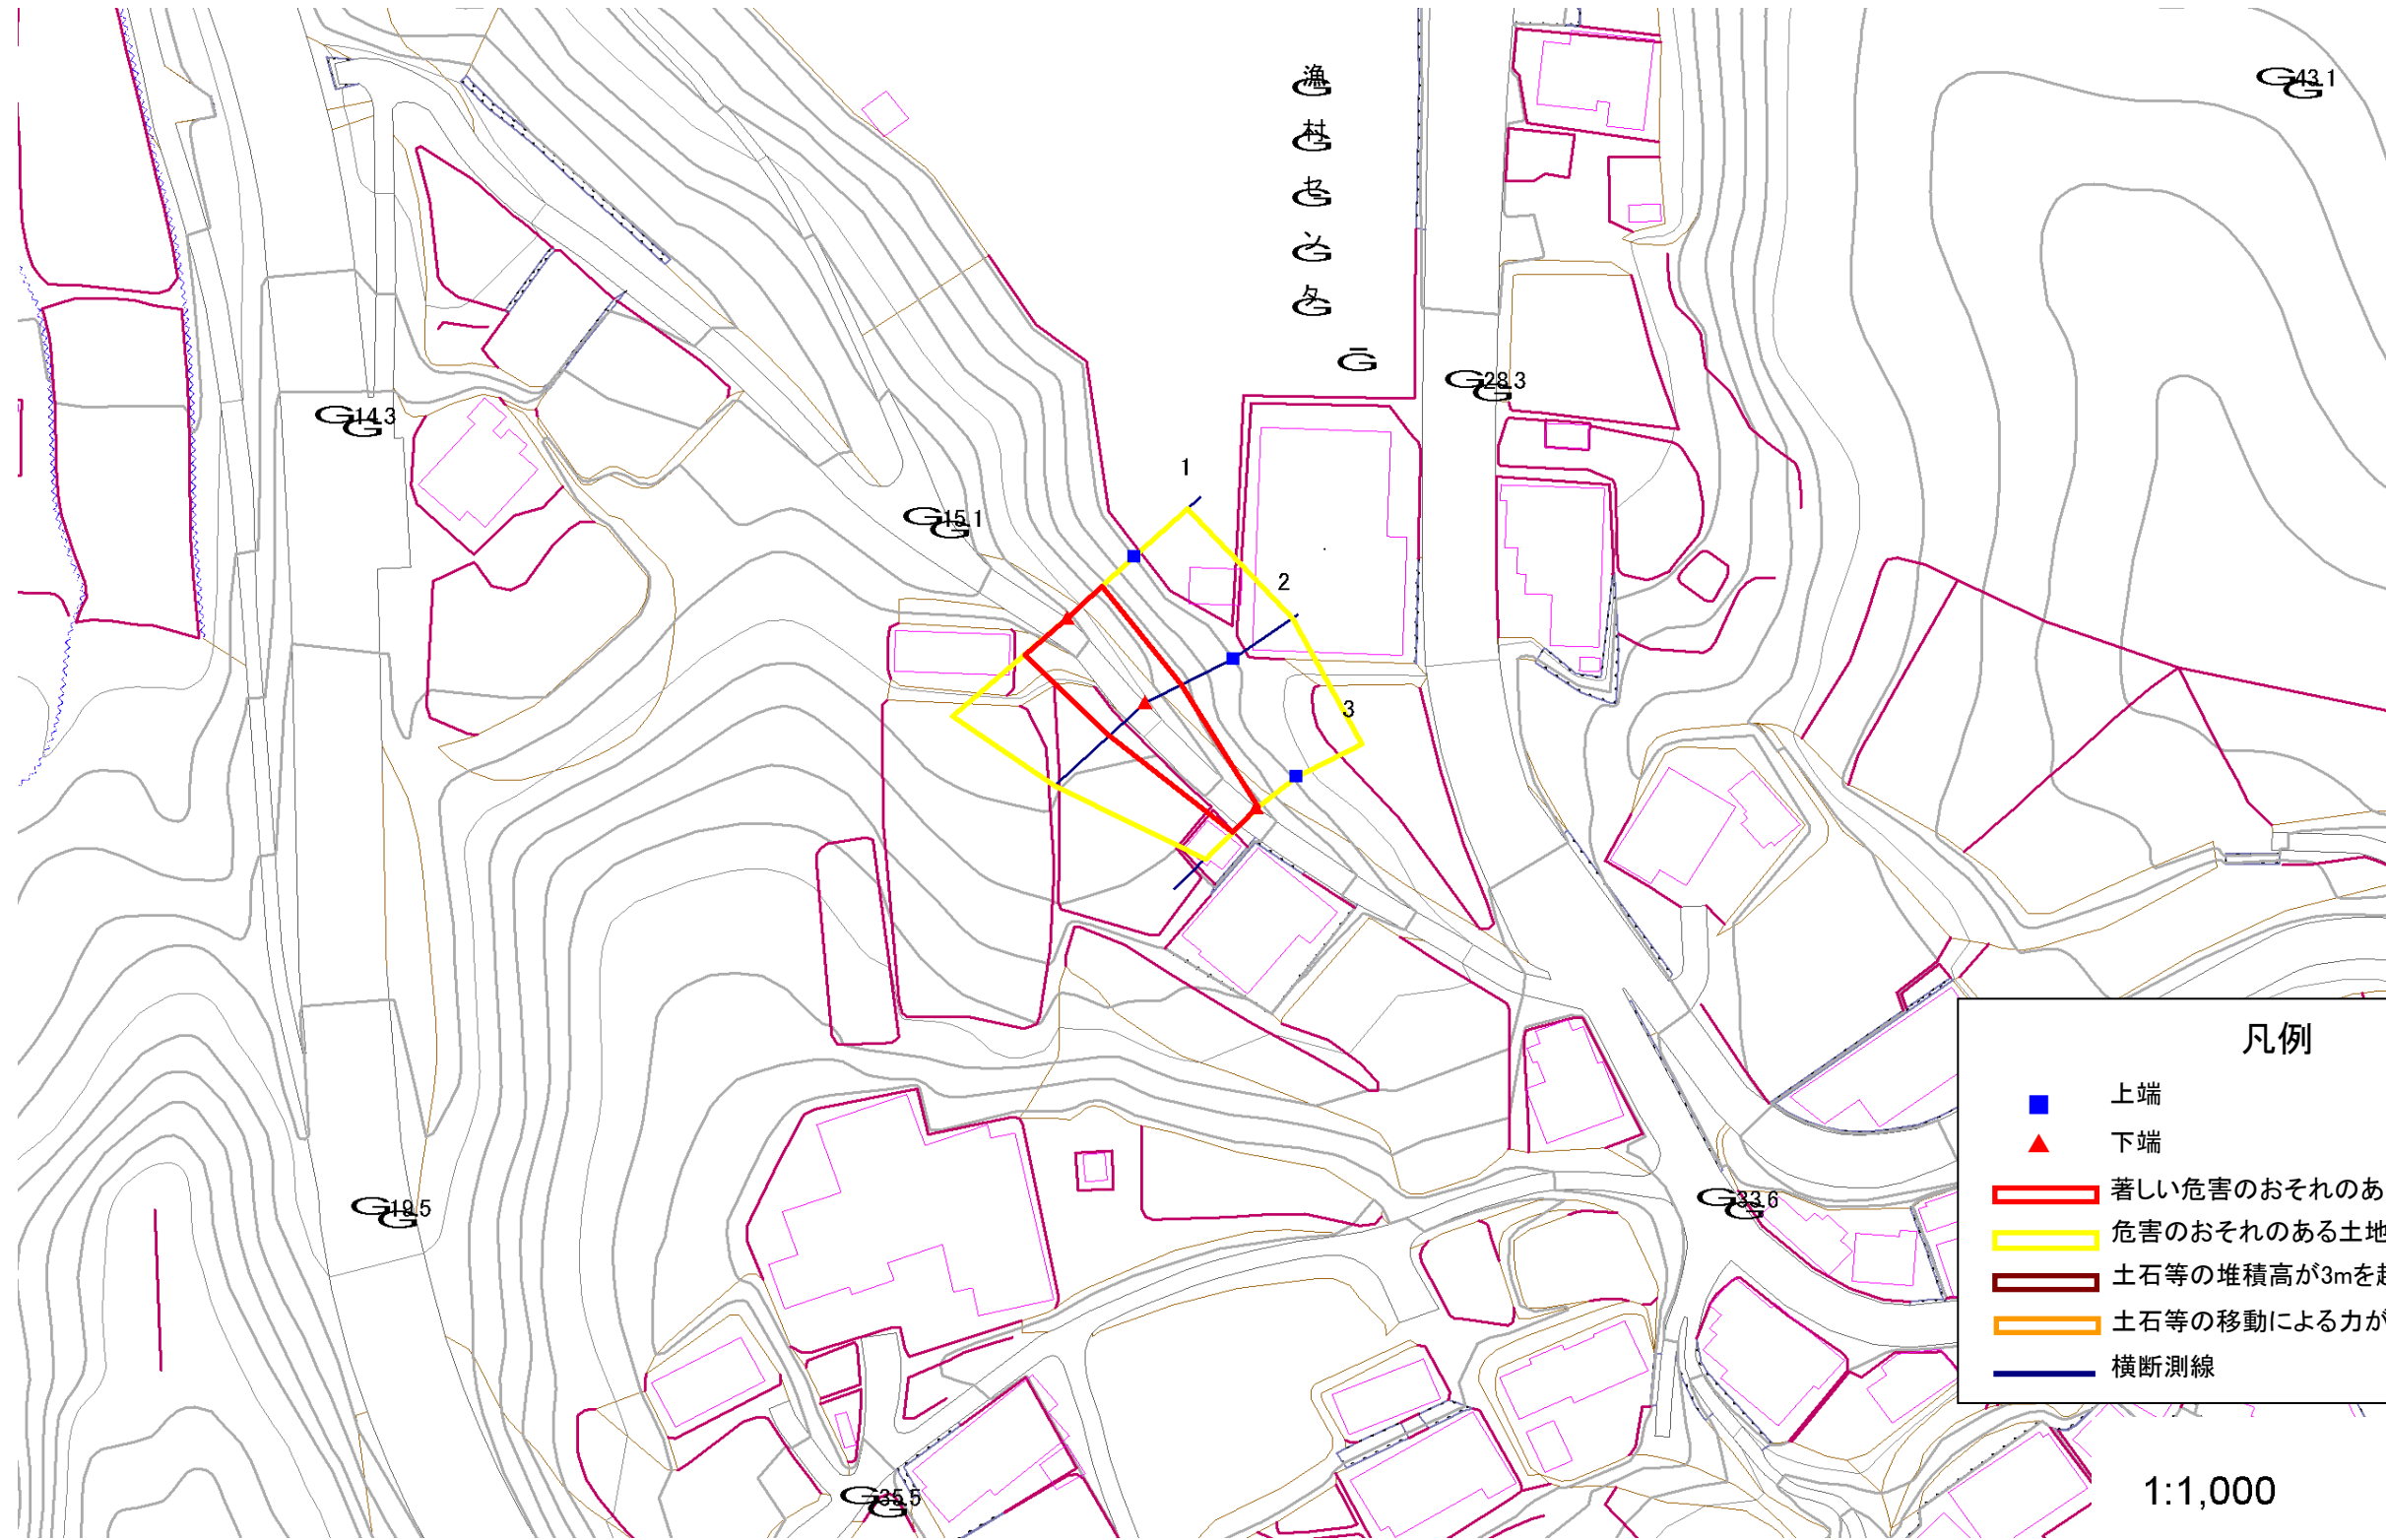 漁村センター
43.1
28.3
14.3
15.1
1
2
3
19.5
33.6
35.5
凡例
上端
下端
著しい危害のおそれのあ
危害のおそれのある土地
土石等の堆積高が3mを超
土石等の移動による力が
横断測線
1:1,000